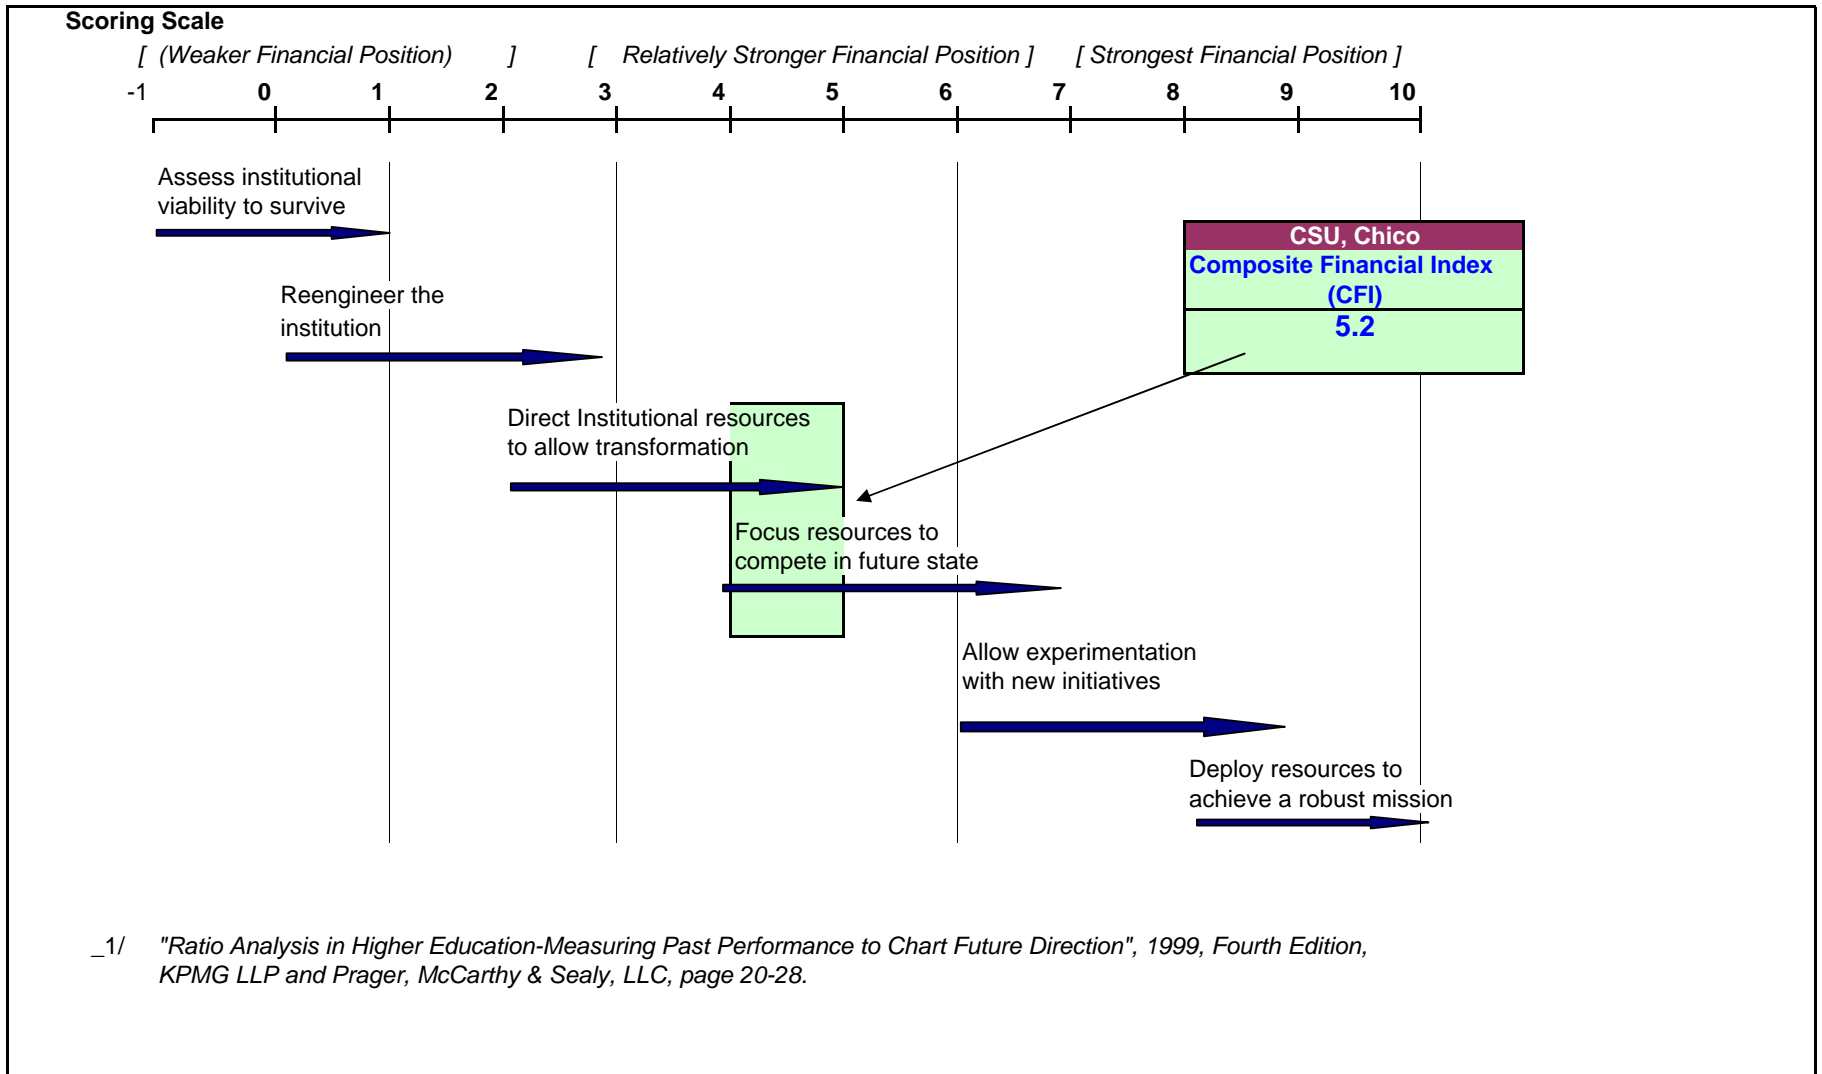 Scoring Scale
[ (Weaker Financial Position) ] [ Relatively Stronger Financial Position ] [ Strongest Financial Position ]
-1 0 1 2 3 4 5 6 7 8 9 10
Assess institutional
viability to survive
CSU, Chico
Composite Financial Index
(CFI)
5.2
Reengineer the
institution
Direct Institutional resources
to allow transformation
Focus resources to
compete in future state
Allow experimentation
with new initiatives
Deploy resources to
achieve a robust mission
_1/ "Ratio Analysis in Higher Education-Measuring Past Performance to Chart Future Direction", 1999, Fourth Edition,
KPMG LLP and Prager, McCarthy & Sealy, LLC, page 20-28.